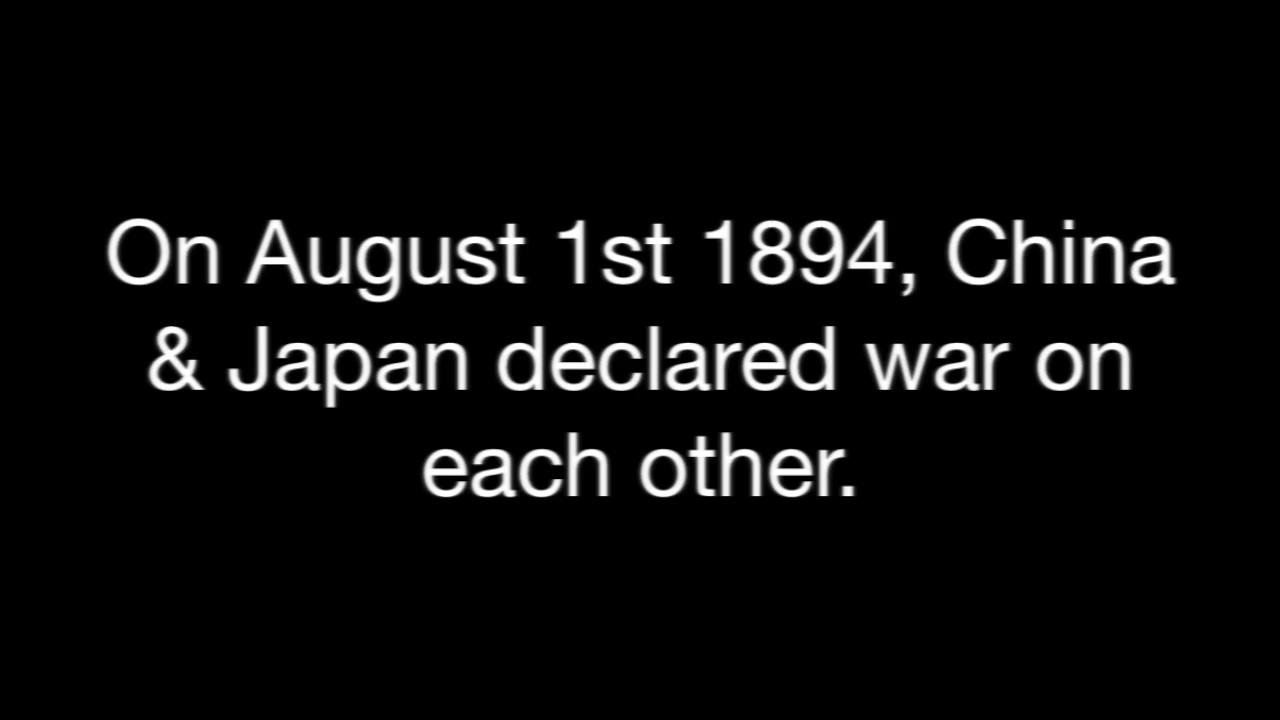 On August 1st 1894, China
& Japan declared war on
each other.